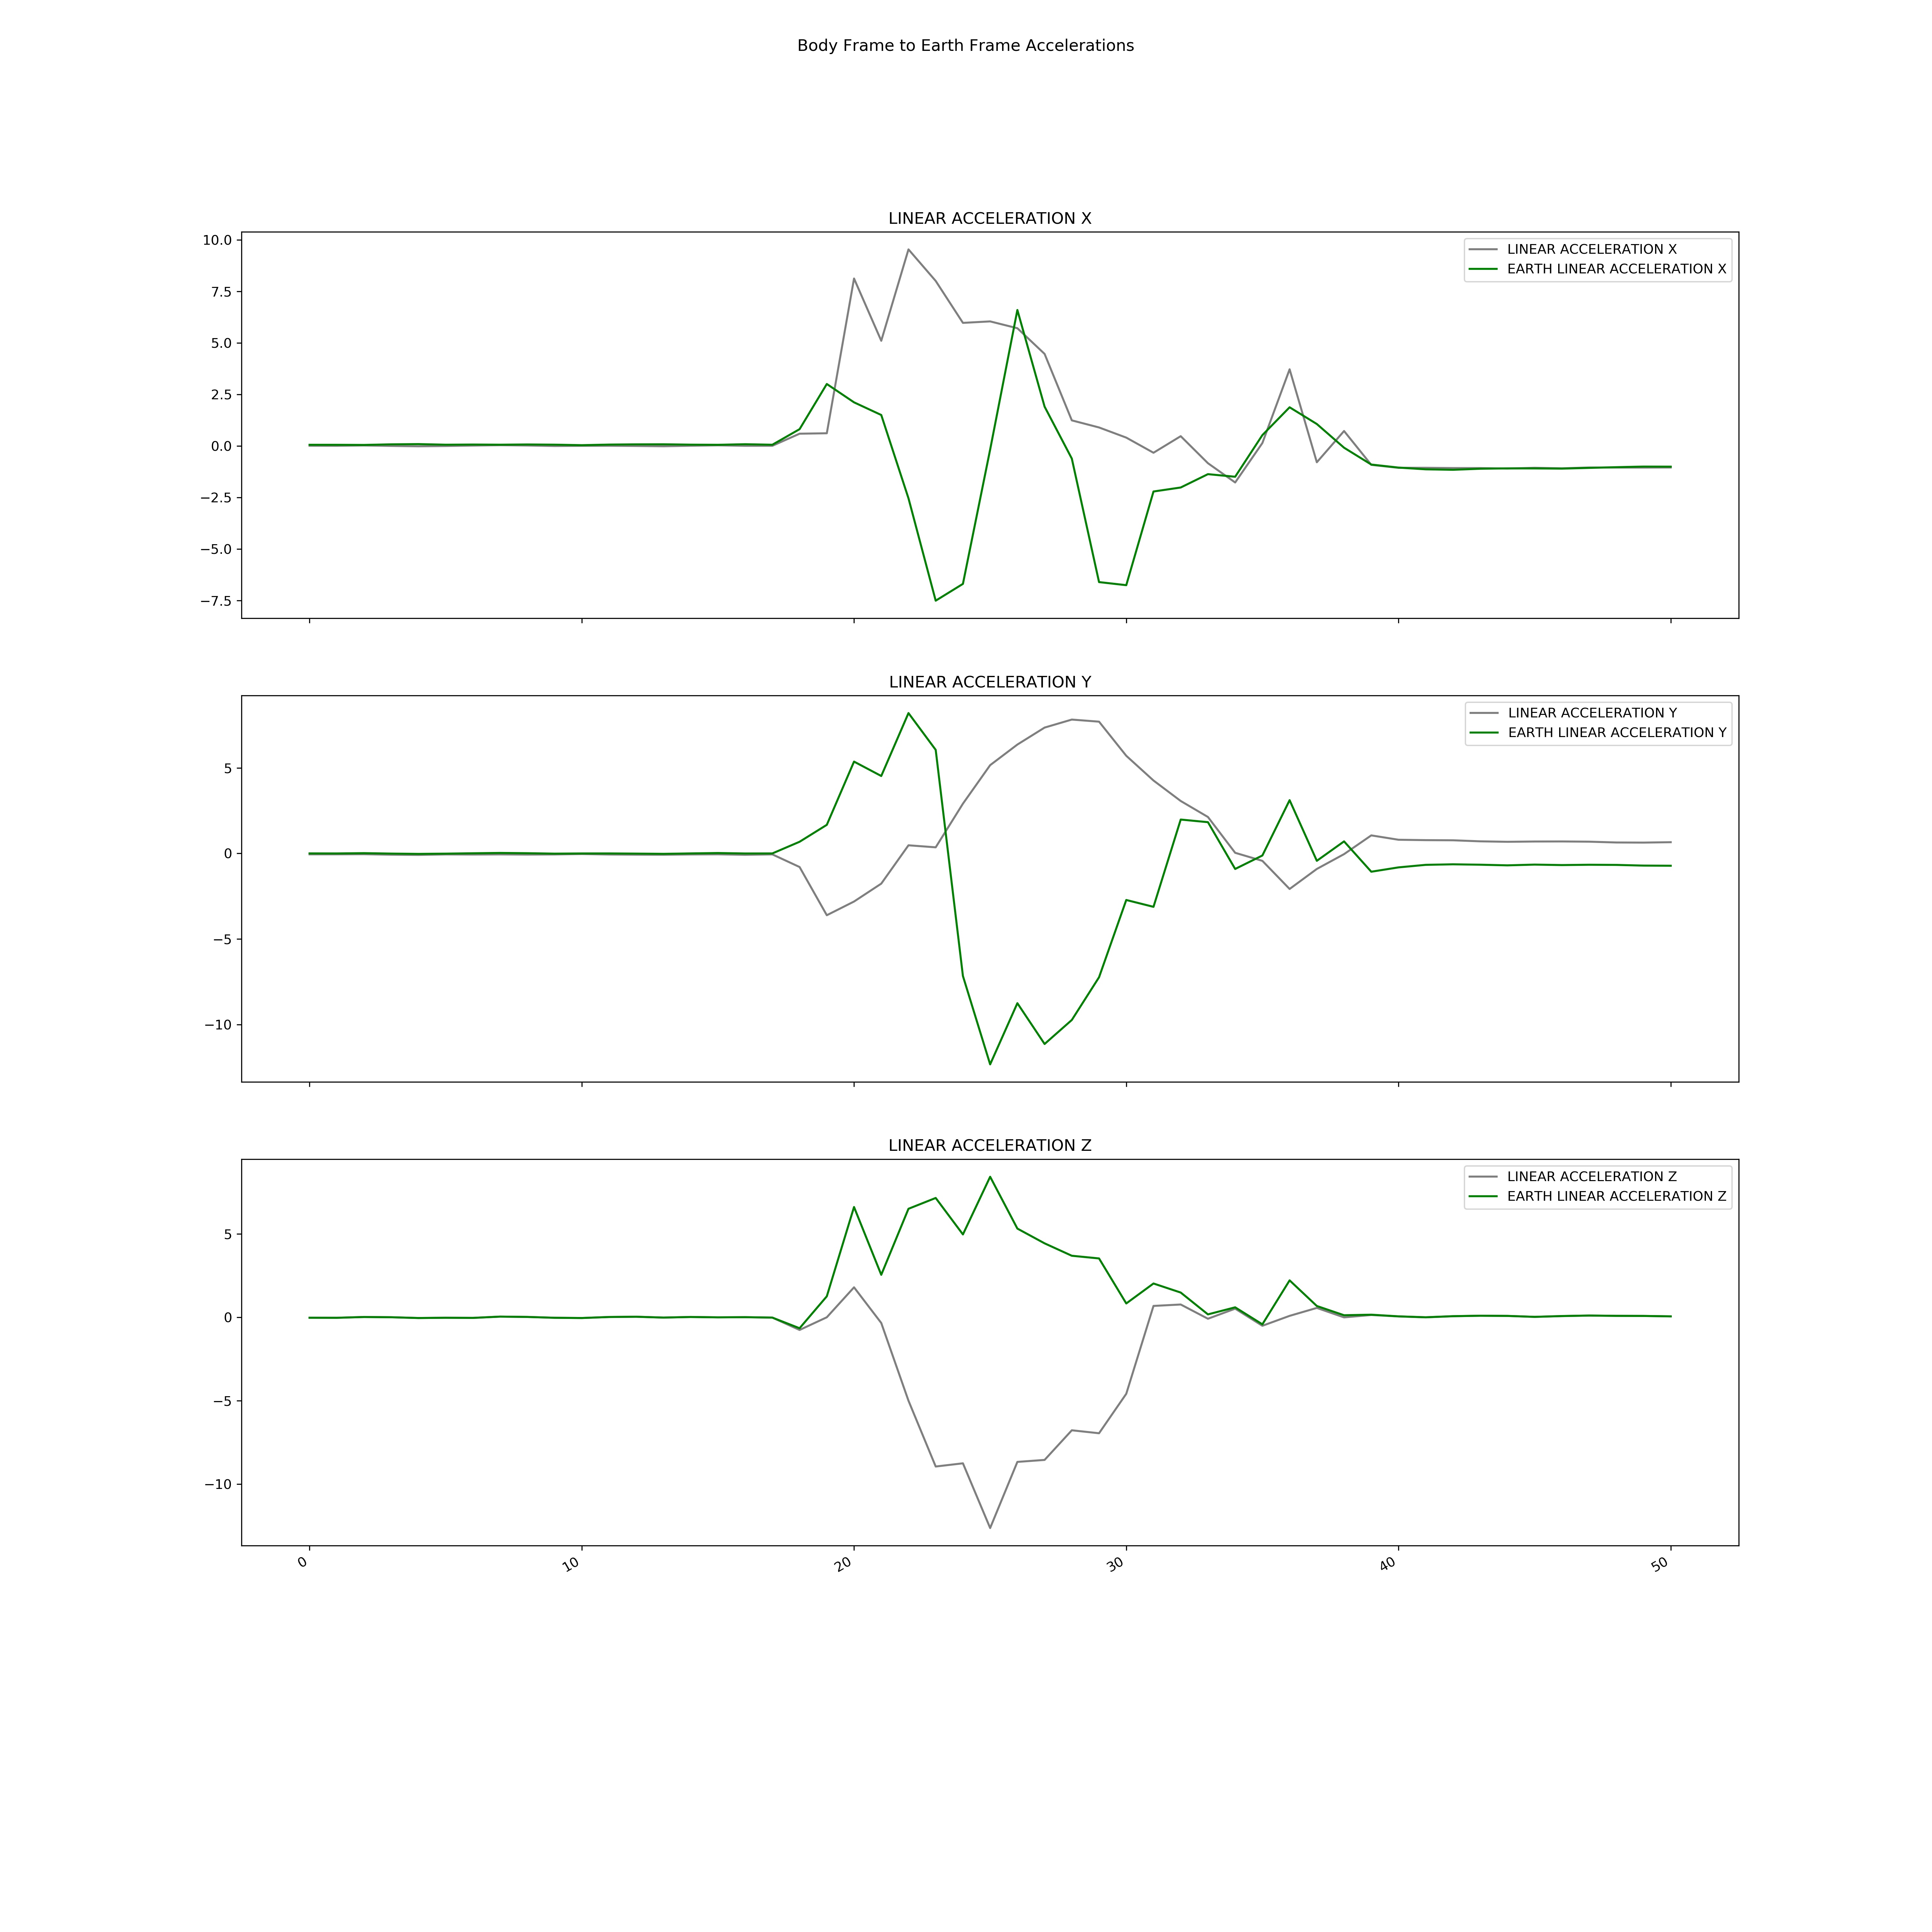 Body Frame to Earth Frame Accelerations
LINEAR ACCELERATION X
10.0
7.5
5.0
2.5
0.0
−2.5
−5.0
−7.5
LINEAR ACCELERATION X
EARTH LINEAR ACCELERATION X
LINEAR ACCELERATION Y
5
0
−5
−10
LINEAR ACCELERATION Y
EARTH LINEAR ACCELERATION Y
LINEAR ACCELERATION Z
5
0
−5
−10
LINEAR ACCELERATION Z
EARTH LINEAR ACCELERATION Z
0 10 20 30 40 50